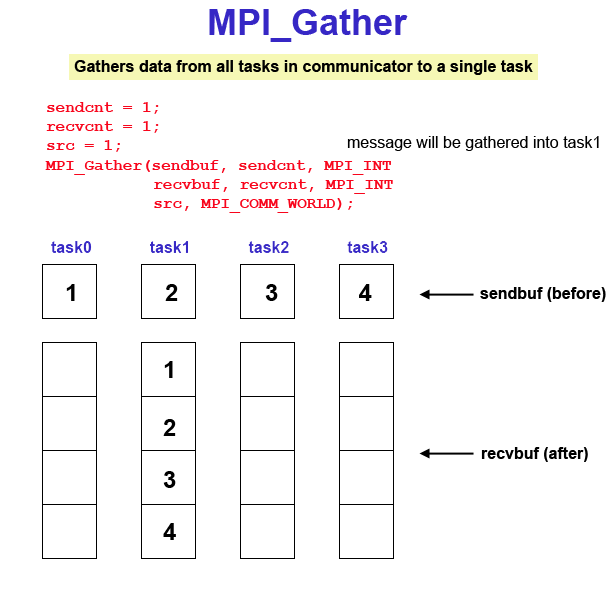 MPI_Gather
Gathers data from all tasks in communicator to a single task
sendcnt = 1;
recvcnt = 1;
src = 1;
message will be gathered into task1
MPI_Gather(sendbuf, sendcnt, MPI_INT
recvbuf, recvcnt, MPI_INT
src, MPI_COMM_WORLD);
task0 task1 task2 task3
1 2 3 4 sendbuf (before)
1
2
recvbuf (after)
3
4